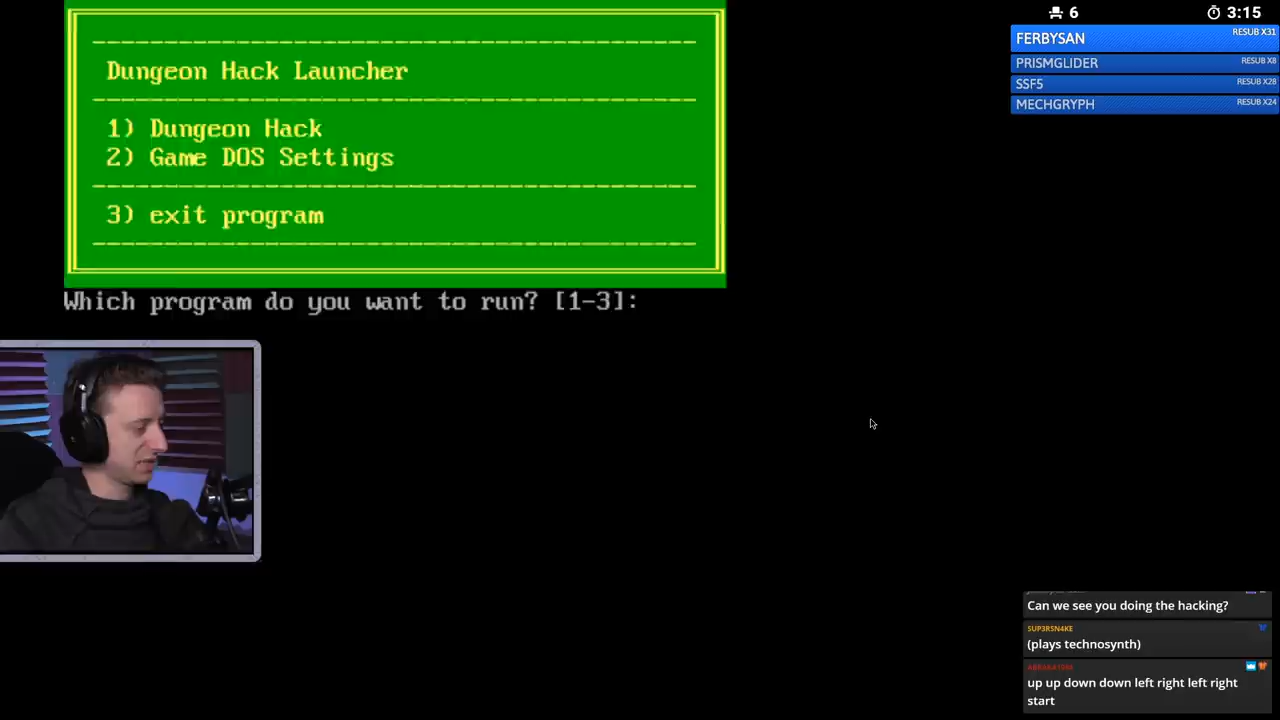 Dungeon Hack Launcher
1) Dungeon Hack
2) Game DOS Settings
3) exit program
Which program do you want to run? [1-3]:
6
3:15
FERBYSAN
RESUB X31
PRISMGLIDER
RESUB X8
SSF5
RESUB X28
MECHGRYPH
RESUB X24
Can we see you doing the hacking?
SUP3RSN4KE
(plays technosynth)
up up down down left right left right
start